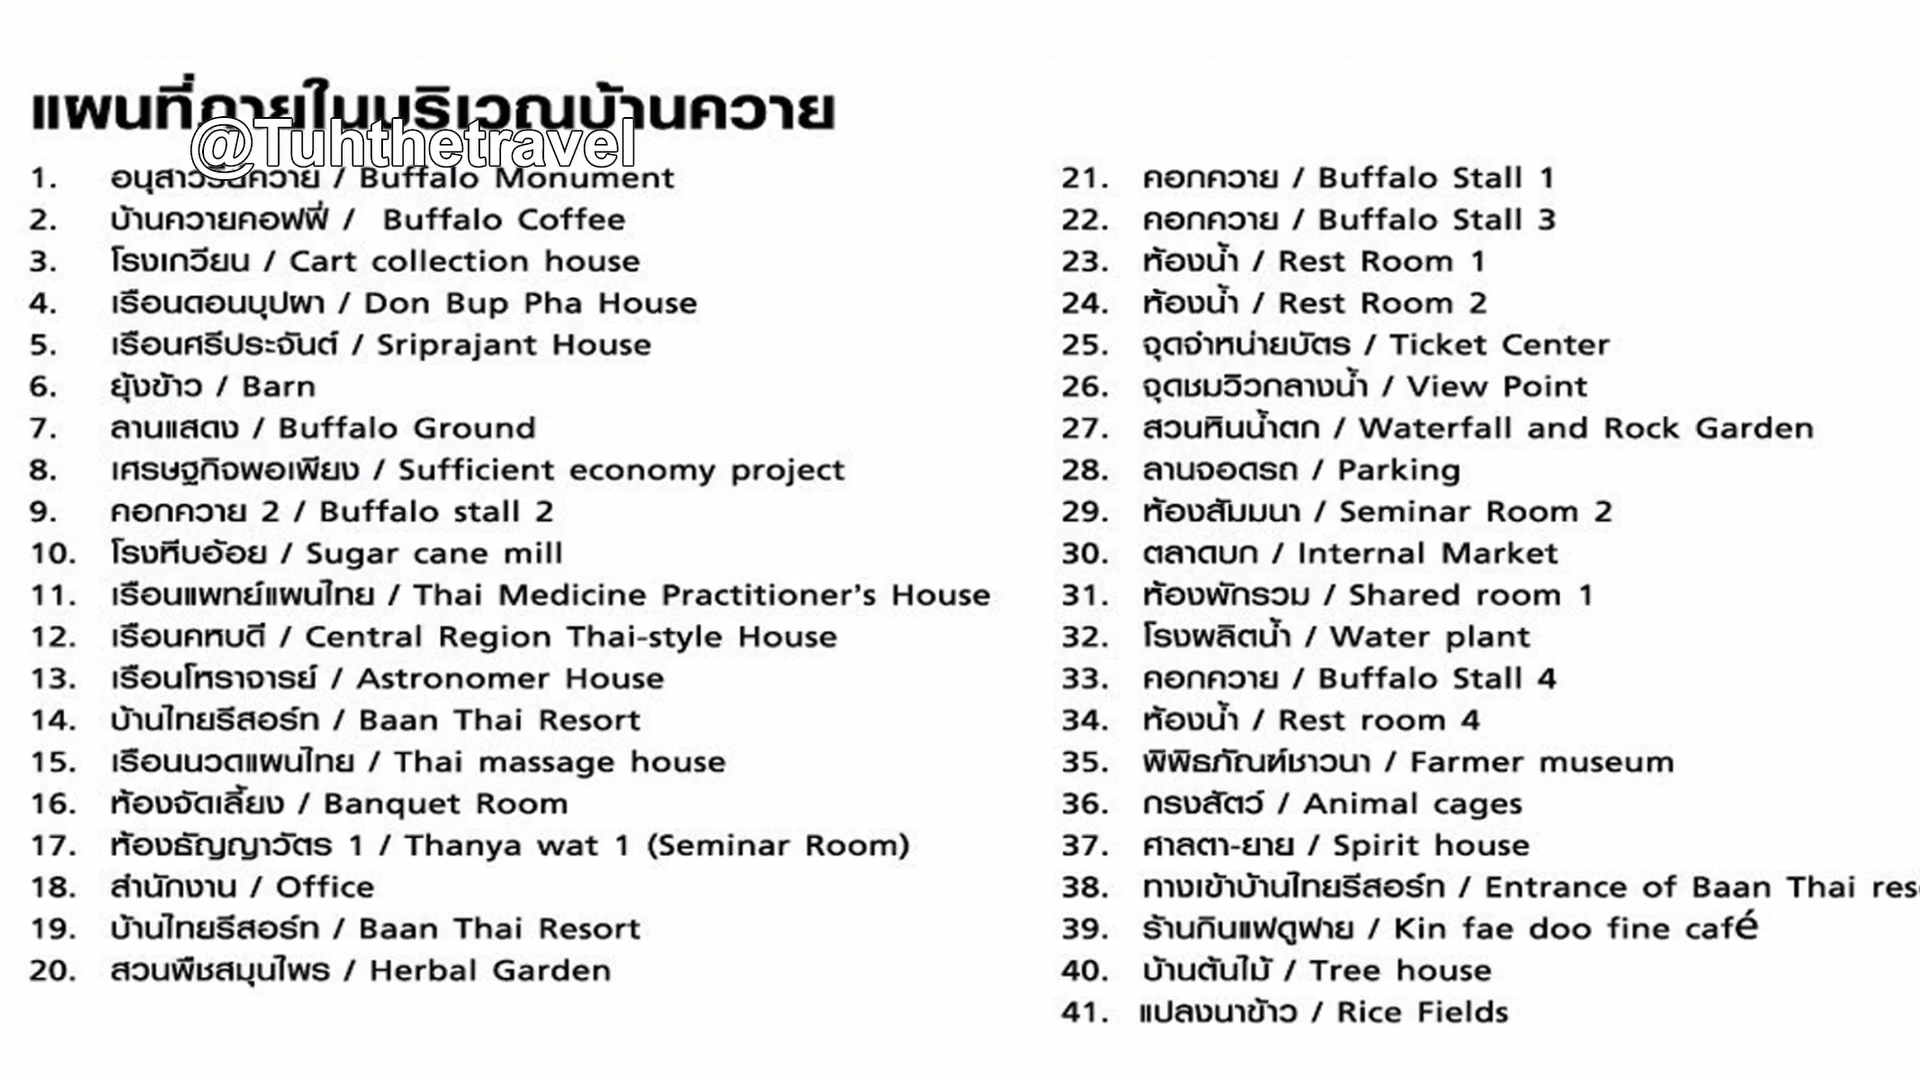 แผนที่ภายในบริเวณบ้านควาย
@Tuhthetravel
1. อนุสาวรีย์ควาย / Buffalo Monument
2. บ้านควายคอฟฟี่ / Buffalo Coffee
3. โรงเกวียน / Cart collection house
4. เรือนดอนบุปผา / Don Bup Pha House
5. เรือนศรีประจันต์ / Sriprajant House
6. ยุ้งข้าว / Barn
7. ลานแสดง / Buffalo Ground
8. เศรษฐกิจพอเพียง / Sufficient economy project
9. คอกควาย 2 / Buffalo stall 2
10. โรงหีบอ้อย / Sugar cane mill
11. เรือนแพทย์แผนไทย / Thai Medicine Practitioner's House
12. เรือนคหบดี / Central Region Thai-style House
13. เรือนโหราจารย์ / Astronomer House
14. บ้านไทยรีสอร์ท / Baan Thai Resort
15. เรือนนวดแผนไทย / Thai massage house
16. ห้องจัดเลี้ยง / Banquet Room
17. ห้องธัญญาวัตร 1 / Thanya wat 1 (Seminar Room)
18. สำนักงาน / Office
19. บ้านไทยรีสอร์ท / Baan Thai Resort
20. สวนพืชสมุนไพร / Herbal Garden
21. คอกควาย / Buffalo Stall 1
22. คอกควาย / Buffalo Stall 3
23. ห้องน้ำ / Rest Room 1
24. ห้องน้ำ / Rest Room 2
25. จุดจำหน่ายบัตร / Ticket Center
26. จุดชมวิวกลางน้ำ / View Point
27. สวนหินน้ำตก / Waterfall and Rock Garden
28. ลานจอดรถ / Parking
29. ห้องสัมมนา / Seminar Room 2
30. ตลาดบก / Internal Market
31. ห้องพักรวม / Shared room 1
32. โรงผลิตน้ำ / Water plant
33. คอกควาย / Buffalo Stall 4
34. ห้องน้ำ / Rest room 4
35. พิพิธภัณฑ์ชาวนา / Farmer museum
36. กรงสัตว์ / Animal cages
37. ศาลตา-ยาย / Spirit house
38. ทางเข้าบ้านไทยรีสอร์ท / Entrance of Baan Thai res
39. ร้านกินแฟดูฟาย / Kin fae doo fine café
40. บ้านต้นไม้ / Tree house
41. แปลงนาข้าว / Rice Fields